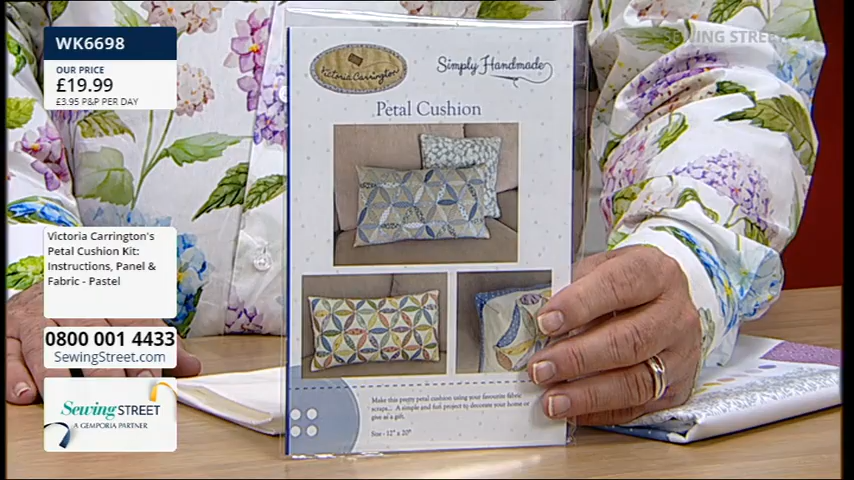 WK6698
OUR PRICE
£19.99
£3.95 P&P PER DAY
Victoria Carrington's
Petal Cushion Kit:
Instructions, Panel &
Fabric - Pastel
0800 001 4433
SewingStreet.com
Sewing STREET
A GEMPORIA PARTNER
SEWING STREET
Victoria Carrington
Simply Handmade
Petal Cushion
Make this peppy petal cushion using your favourite fabric
scraps... A simple and fun project to decorate your home or
give as a gift.
Size - 12" x 20"